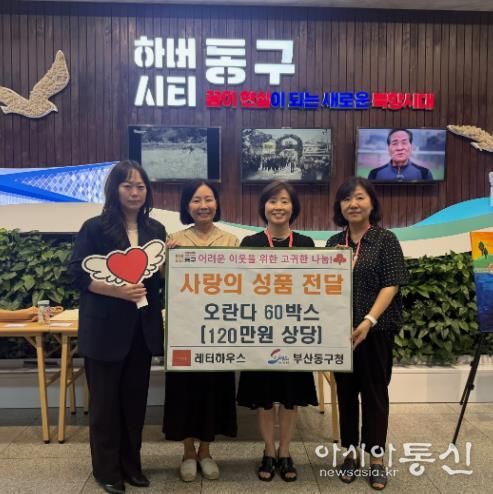 하버
시티
동구
꿈이 현실이 되는 새로운 북항시대
어려운 이웃을 위한 고귀한 나눔!
사랑의 성품 전달
오란다 60박스
[120만원 상당]
레터하우스
부산동구청
아시아통신
www.newsasia.kr